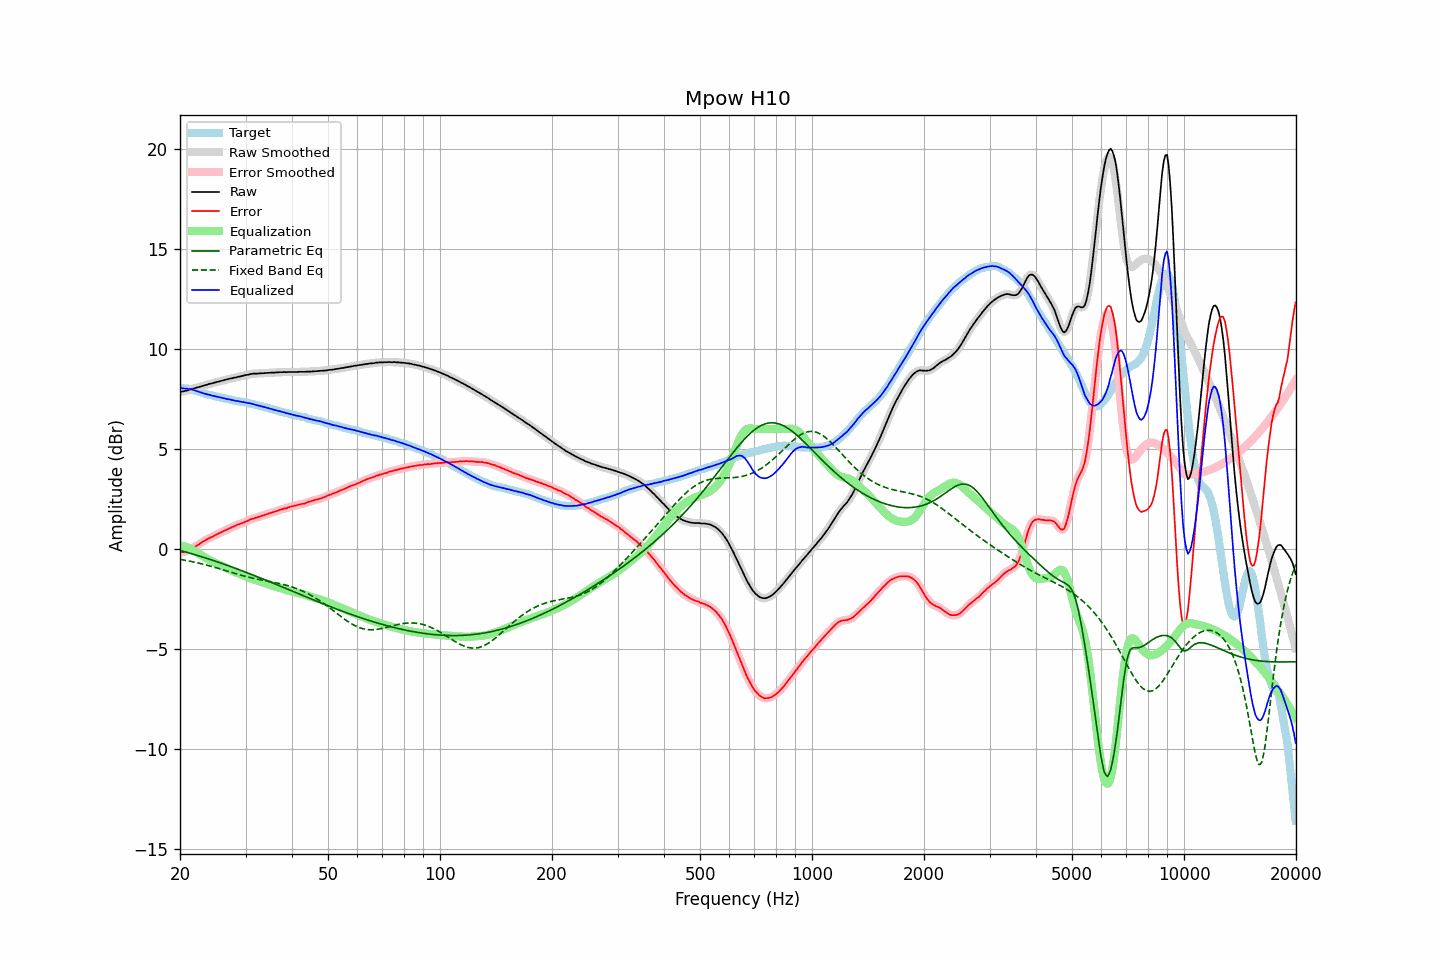 Mpow H10
Target
Raw Smoothed
Error Smoothed
Raw
Error
Equalization
Parametric Eq
Fixed Band Eq
Equalized
Amplitude (dBr)
20
15
10
5
0
−5
−10
−15
20 50 100 200 500 1000 2000 5000 10000 20000
Frequency (Hz)